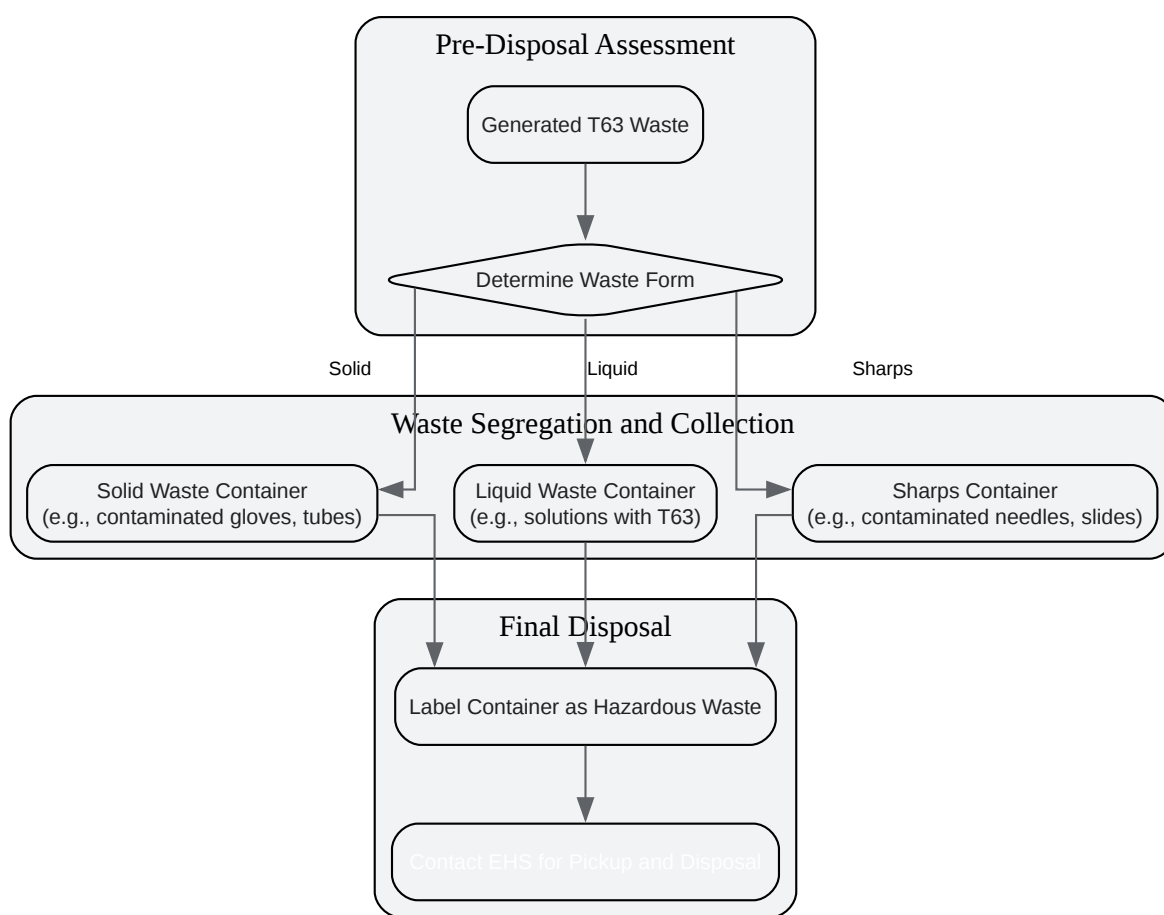 Pre-Disposal Assessment
Generated T63 Waste
Determine Waste Form
Solid
Liquid
Sharps
Waste Segregation and Collection
Solid Waste Container
(e.g., contaminated gloves, tubes)
Liquid Waste Container
(e.g., solutions with T63)
Sharps Container
(e.g., contaminated needles, slides)
Final Disposal
Label Container as Hazardous Waste
Contact EHS for Pickup and Disposal